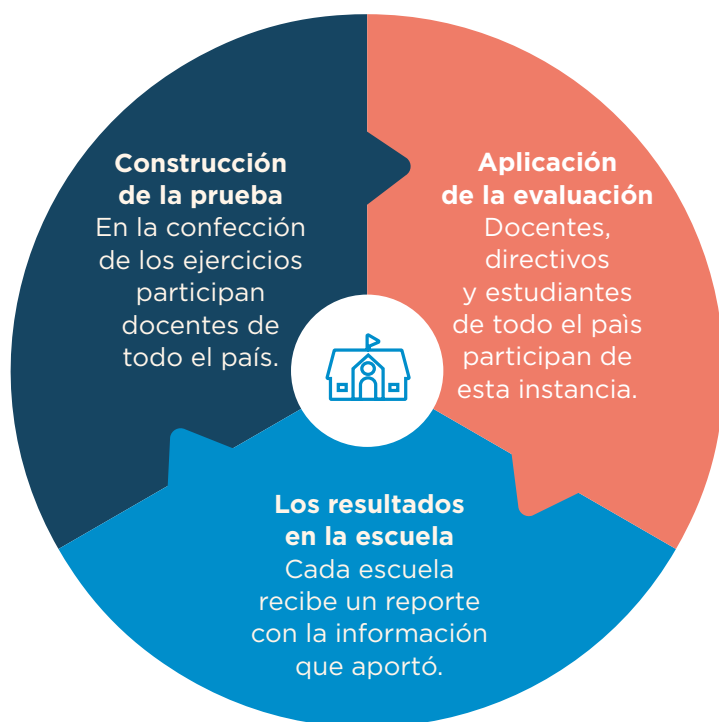 Construcción
de la prueba
En la confección
de los ejercicios
participan
docentes de
todo el país.
Aplicación
de la evaluación
Docentes,
directivos
y estudiantes
de todo el paìs
participan de
esta instancia.
Los resultados
en la escuela
Cada escuela
recibe un reporte
con la información
que aportó.